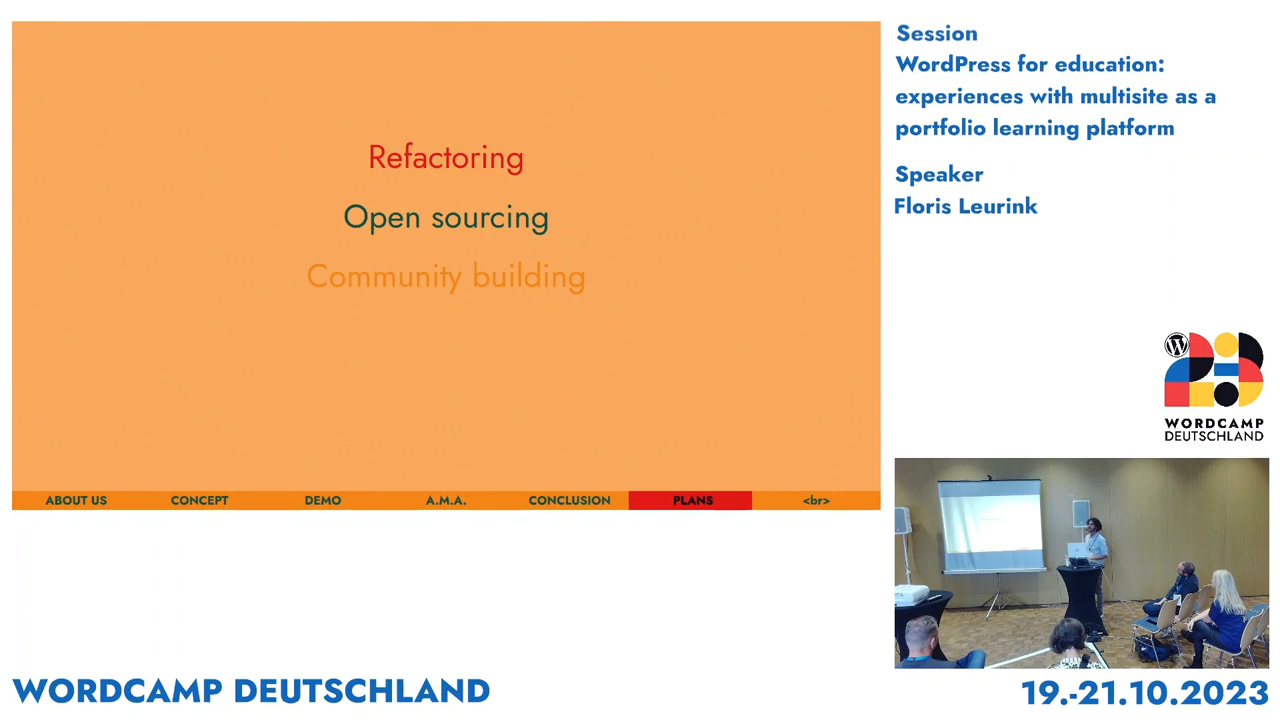 Refactoring
Open sourcing
Community building
ABOUT US
CONCEPT
DEMO
A.M.A.
CONCLUSION
PLANS
<br>
Session
WordPress for education:
experiences with multisite as a
portfolio learning platform
Speaker
Floris Leurink
WORDCAMP
DEUTSCHLAND
WORDCAMP DEUTSCHLAND
19.-21.10.2023